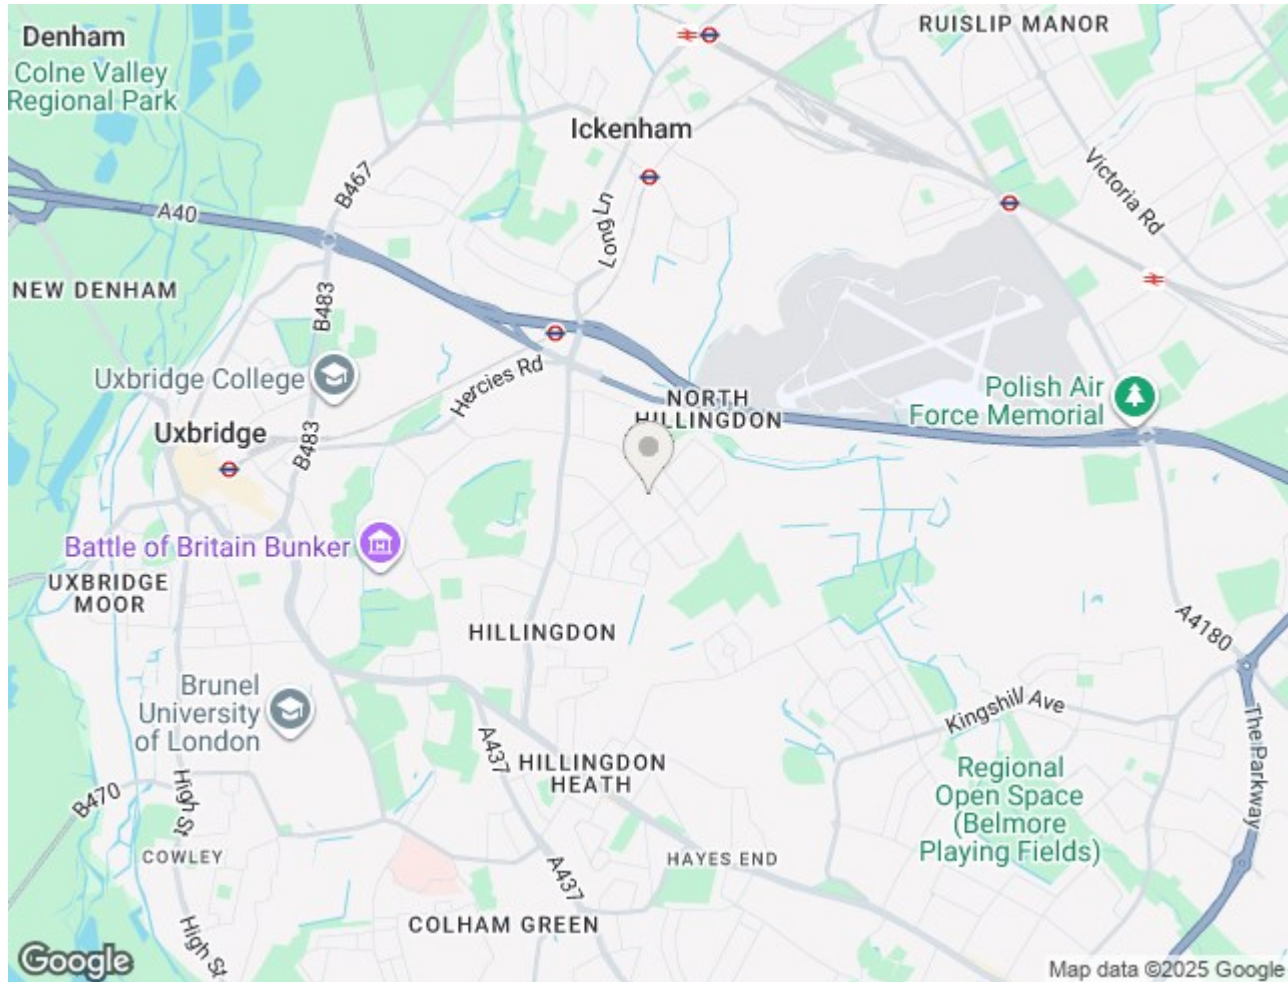 Denham
Colne Valley
Regional Park
RUISLIP MANOR
Ickenham
B467
A40
Long Ln
Victoria Rd
NEW DENHAM
B483
Uxbridge College
Hercies Rd
NORTH
HILLINGDON
Polish Air
Force Memorial
Uxbridge
B483
Battle of Britain Bunker
UXBRIDGE
MOOR
HILLINGDON
A4180
Brunel
University
of London
Kingshill Ave
The Parkway
A437
HILLINGDON
HEATH
Regional
Open Space
(Belmore
Playing Fields)
B470
High St
COWLEY
HAYES END
A437
COLHAM GREEN
High St
Google
Map data ©2025 Google